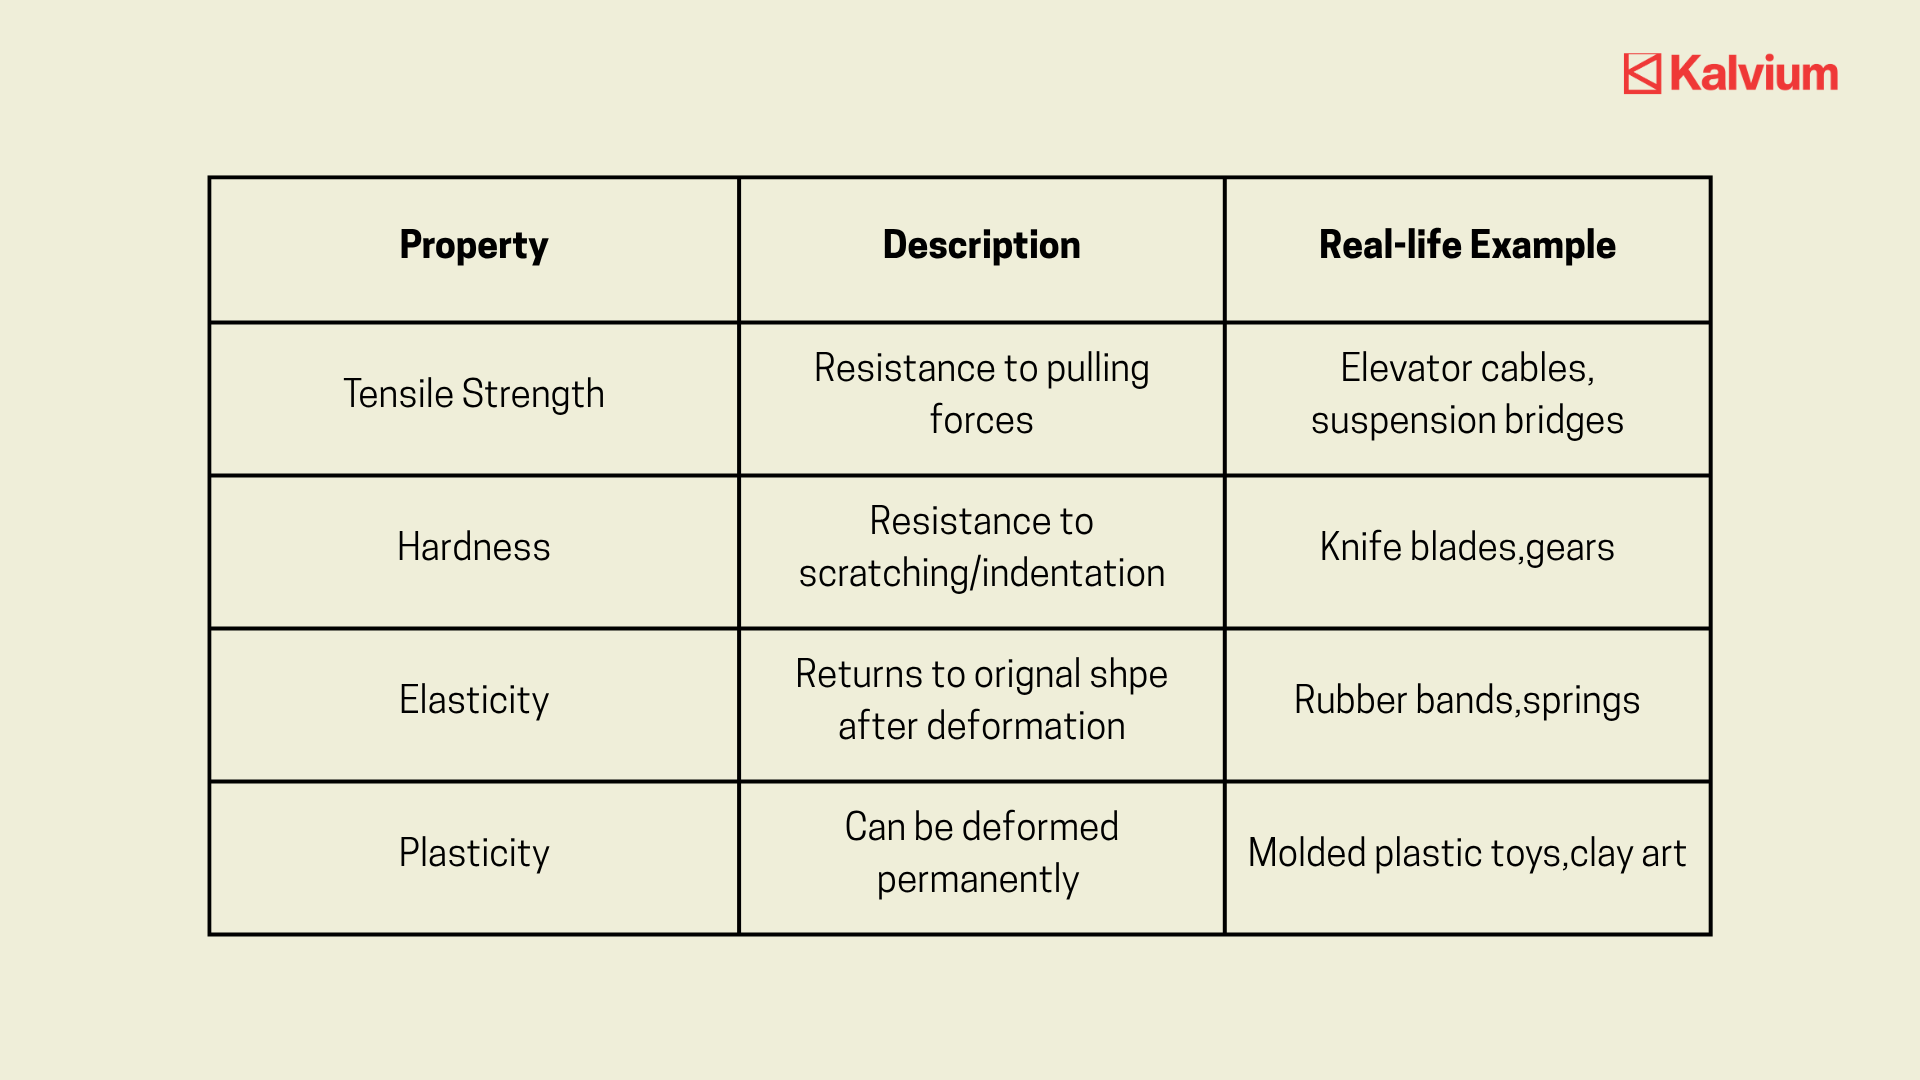 Kalvium
Property
Description
Real-life Example
Tensile Strength
Resistance to pulling
forces
Elevator cables,
suspension bridges
Hardness
Resistance to
scratching/indentation
Knife blades,gears
Elasticity
Returns to orignal shpe
after deformation
Rubber bands,springs
Plasticity
Can be deformed
permanently
Molded plastic toys,clay art